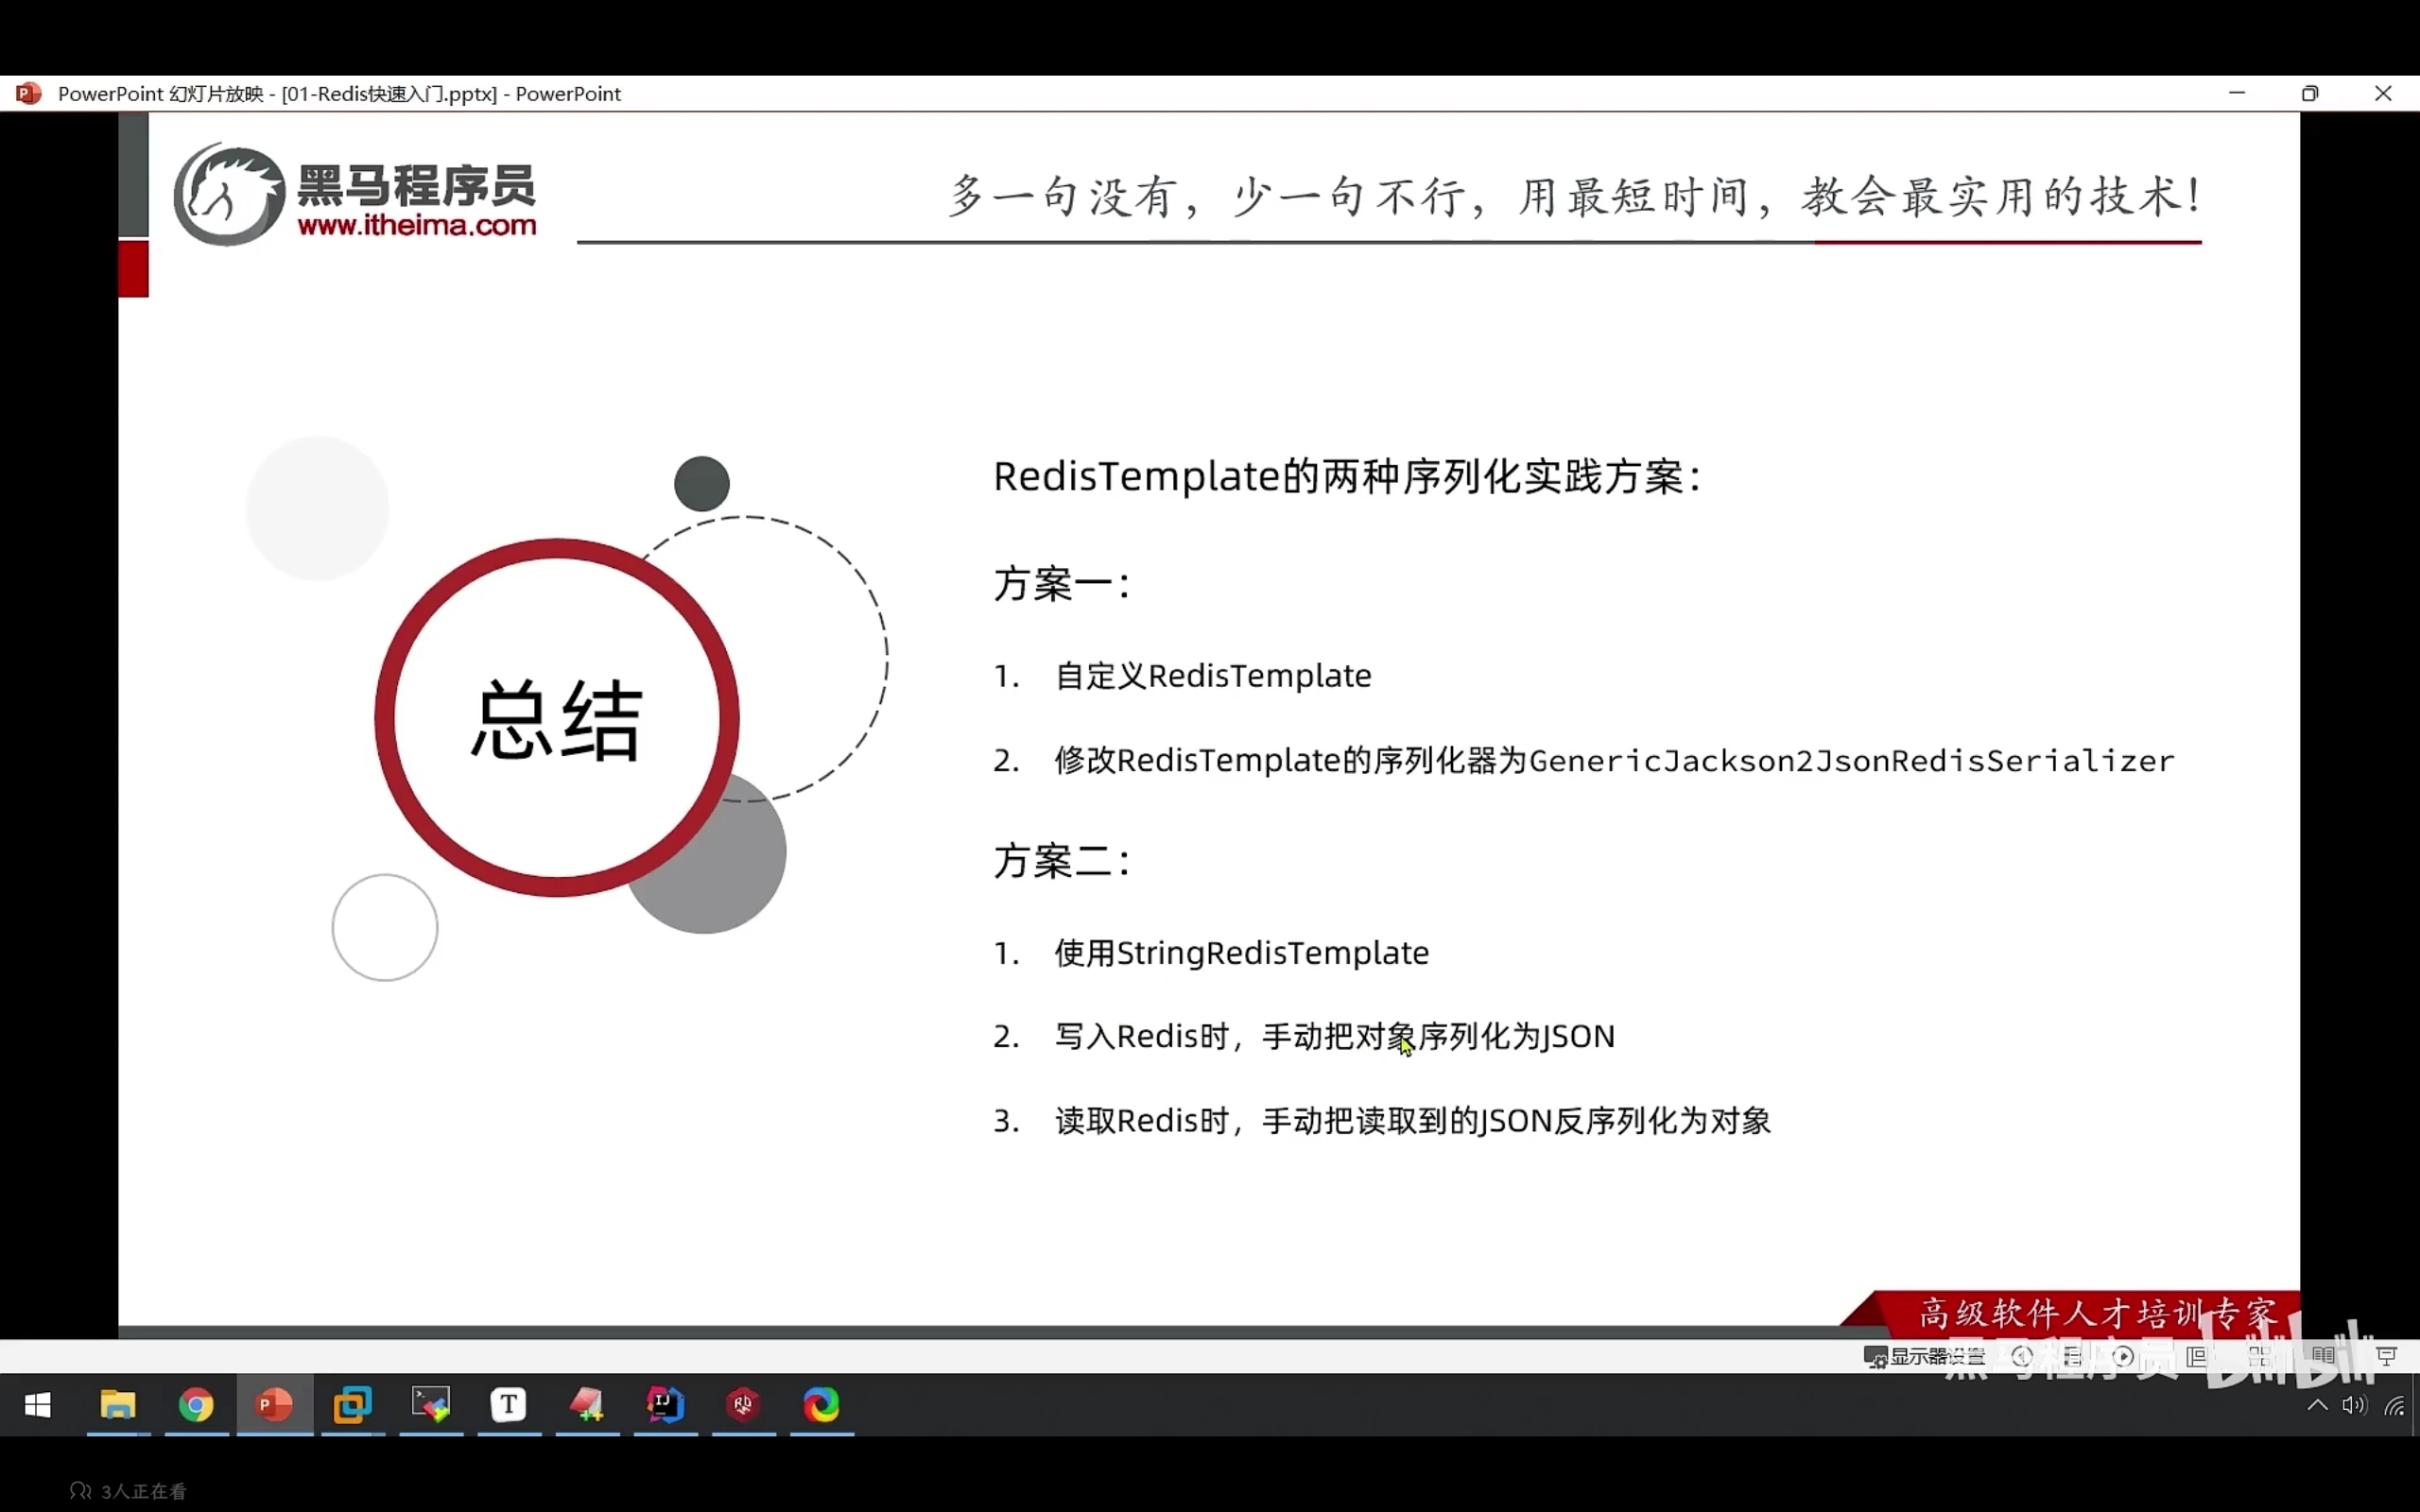 PowerPoint 幻灯片放映 - [01-Redis快速入门.pptx] - PowerPoint
黑马程序员
www.itheima.com
多一句没有，少一句不行，用最短时间，教会最实用的技术！
总结
RedisTemplate的两种序列化实践方案：
方案一：
1. 自定义RedisTemplate
2. 修改RedisTemplate的序列化器为GenericJackson2JsonRedisSerializer
方案二：
1. 使用StringRedisTemplate
2. 写入Redis时，手动把对象序列化为JSON
3. 读取Redis时，手动把读取到的JSON反序列化为对象
高级软件人才培训专家
黑马程序员 bilibili
显示器设置
3人正在看